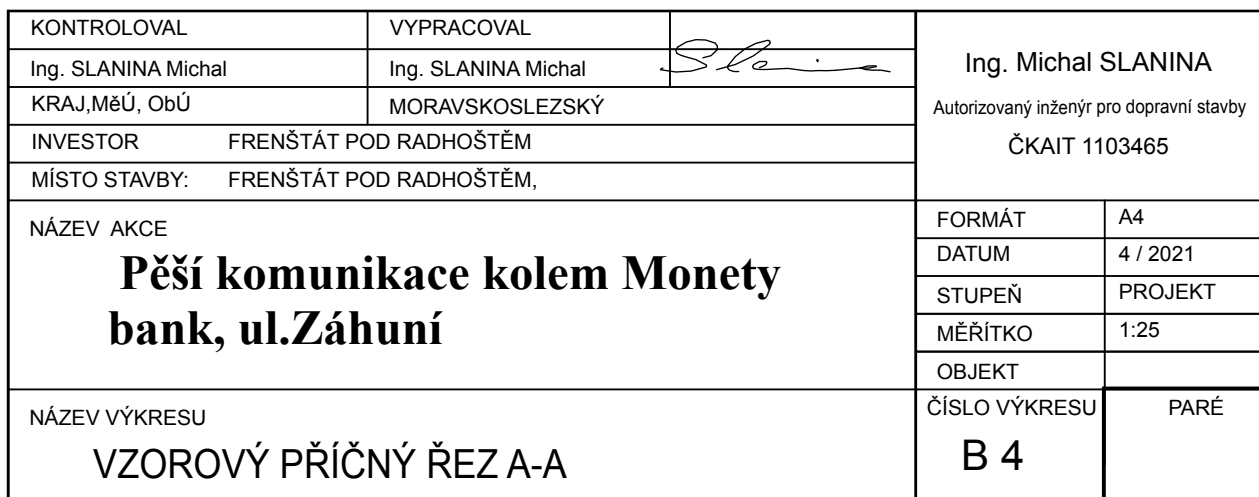 KONTROLOVAL
VYPRACOVAL
Ing. SLANINA Michal
Ing. SLANINA Michal
Slanina
KRAJ,MěÚ, ObÚ
MORAVSKOSLEZSKÝ
INVESTOR FRENŠTÁT POD RADHOŠTĚM
MÍSTO STAVBY: FRENŠTÁT POD RADHOŠTĚM,
Ing. Michal SLANINA
Autorizovaný inženýr pro dopravní stavby
ČKAIT 1103465
NÁZEV AKCE
Pěší komunikace kolem Monety
bank, ul.Záhuní
FORMÁT A4
DATUM 4 / 2021
STUPEŇ PROJEKT
MĚŘÍTKO 1:25
OBJEKT
NÁZEV VÝKRESU
VZOROVÝ PŘÍČNÝ ŘEZ A-A
ČÍSLO VÝKRESU
B 4
PARÉ